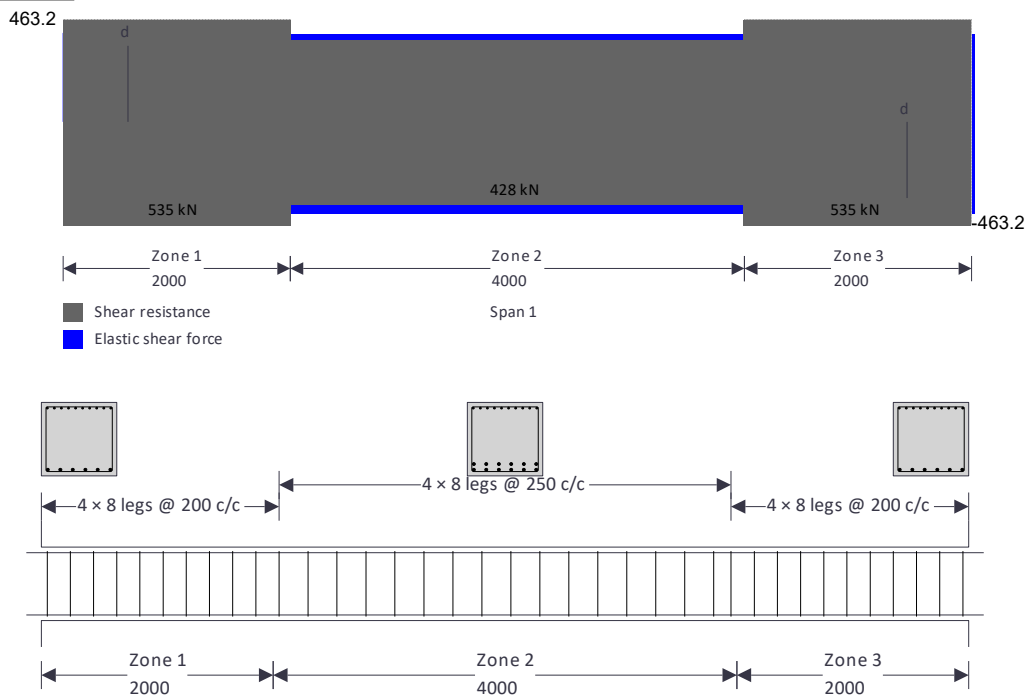 463.2
d
d
428 kN
535 kN
535 kN
-463.2
Zone 1
Zone 2
Zone 3
2000
4000
2000
Shear resistance
Span 1
Elastic shear force
4 × 8 legs @ 250 c/c
4 × 8 legs @ 200 c/c
4 × 8 legs @ 200 c/c
Zone 1
Zone 2
Zone 3
2000
4000
2000